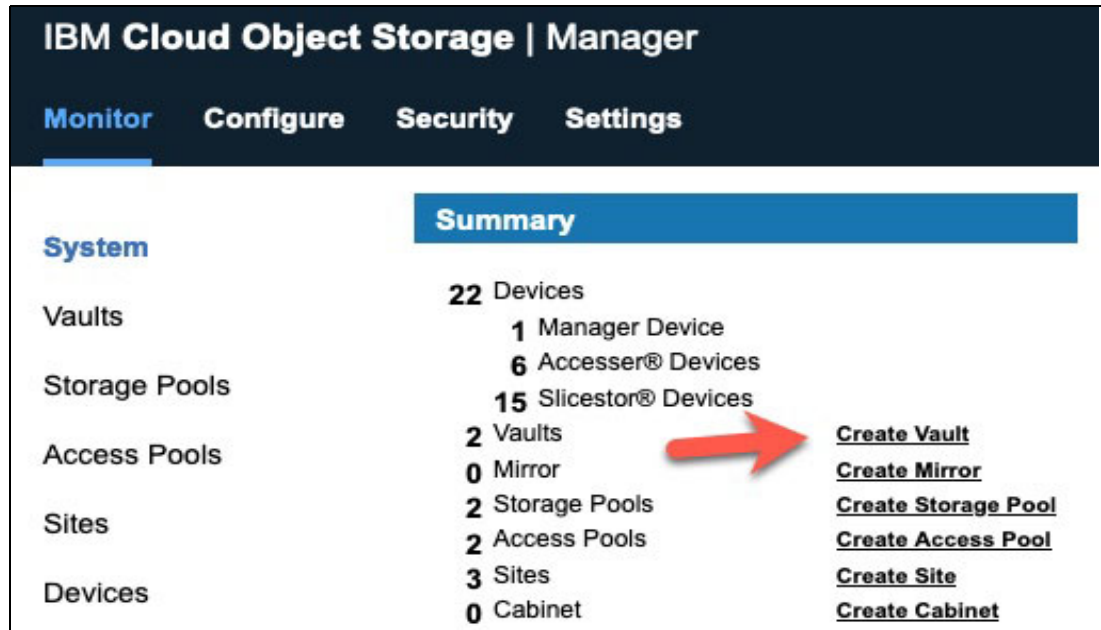 IBM Cloud Object Storage | Manager
Monitor Configure Security Settings
System
Vaults
Storage Pools
Access Pools
Sites
Devices
Summary
22 Devices
1 Manager Device
6 Accesser® Devices
15 Slicestor® Devices
2 Vaults Create Vault
0 Mirror Create Mirror
2 Storage Pools Create Storage Pool
2 Access Pools Create Access Pool
3 Sites Create Site
0 Cabinet Create Cabinet